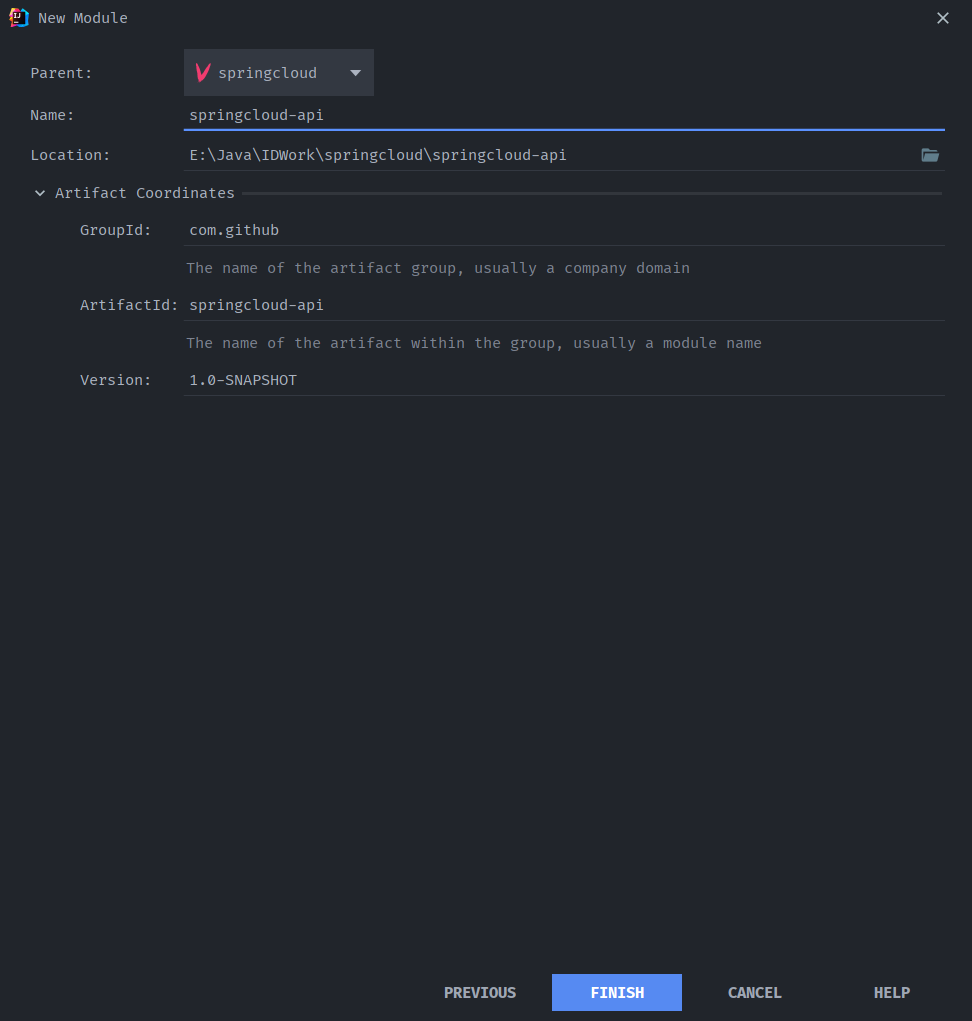 New Module
Parent: springcloud
Name: springcloud-api
Location: E:\Java\IDWork\springcloud\springcloud-api
Artifact Coordinates
GroupId: com.github
The name of the artifact group, usually a company domain
ArtifactId: springcloud-api
The name of the artifact within the group, usually a module name
Version: 1.0-SNAPSHOT
PREVIOUS FINISH CANCEL HELP